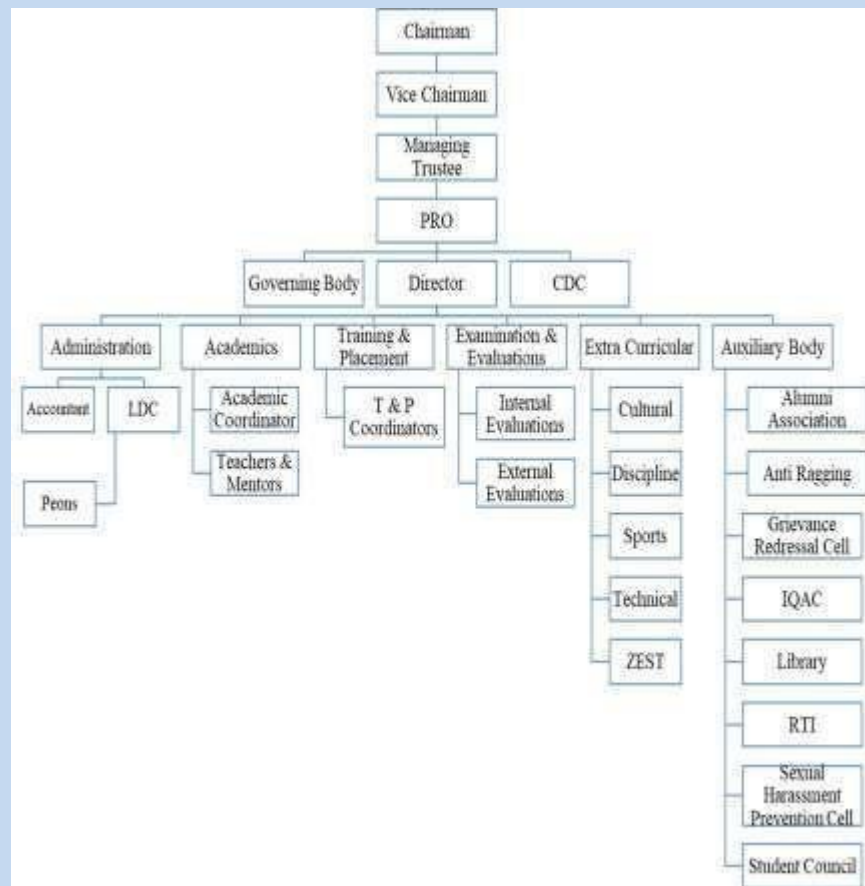 Chairman
Vice Chairman
Managing
Trustee
PRO
Governing Body
Director
CDC
Administration
Academics
Training &
Placement
Examination &
Evaluations
Extra Curricular
Auxiliary Body
Accountant
LDC
Peons
Academic
Coordinator
Teachers &
Mentors
T & P
Coordinators
Internal
Evaluations
External
Evaluations
Cultural
Discipline
Sports
Technical
ZEST
Alumni
Association
Anti Ragging
Grievance
Redressal Cell
IQAC
Library
RTI
Sexual
Harassment
Prevention Cell
Student Council